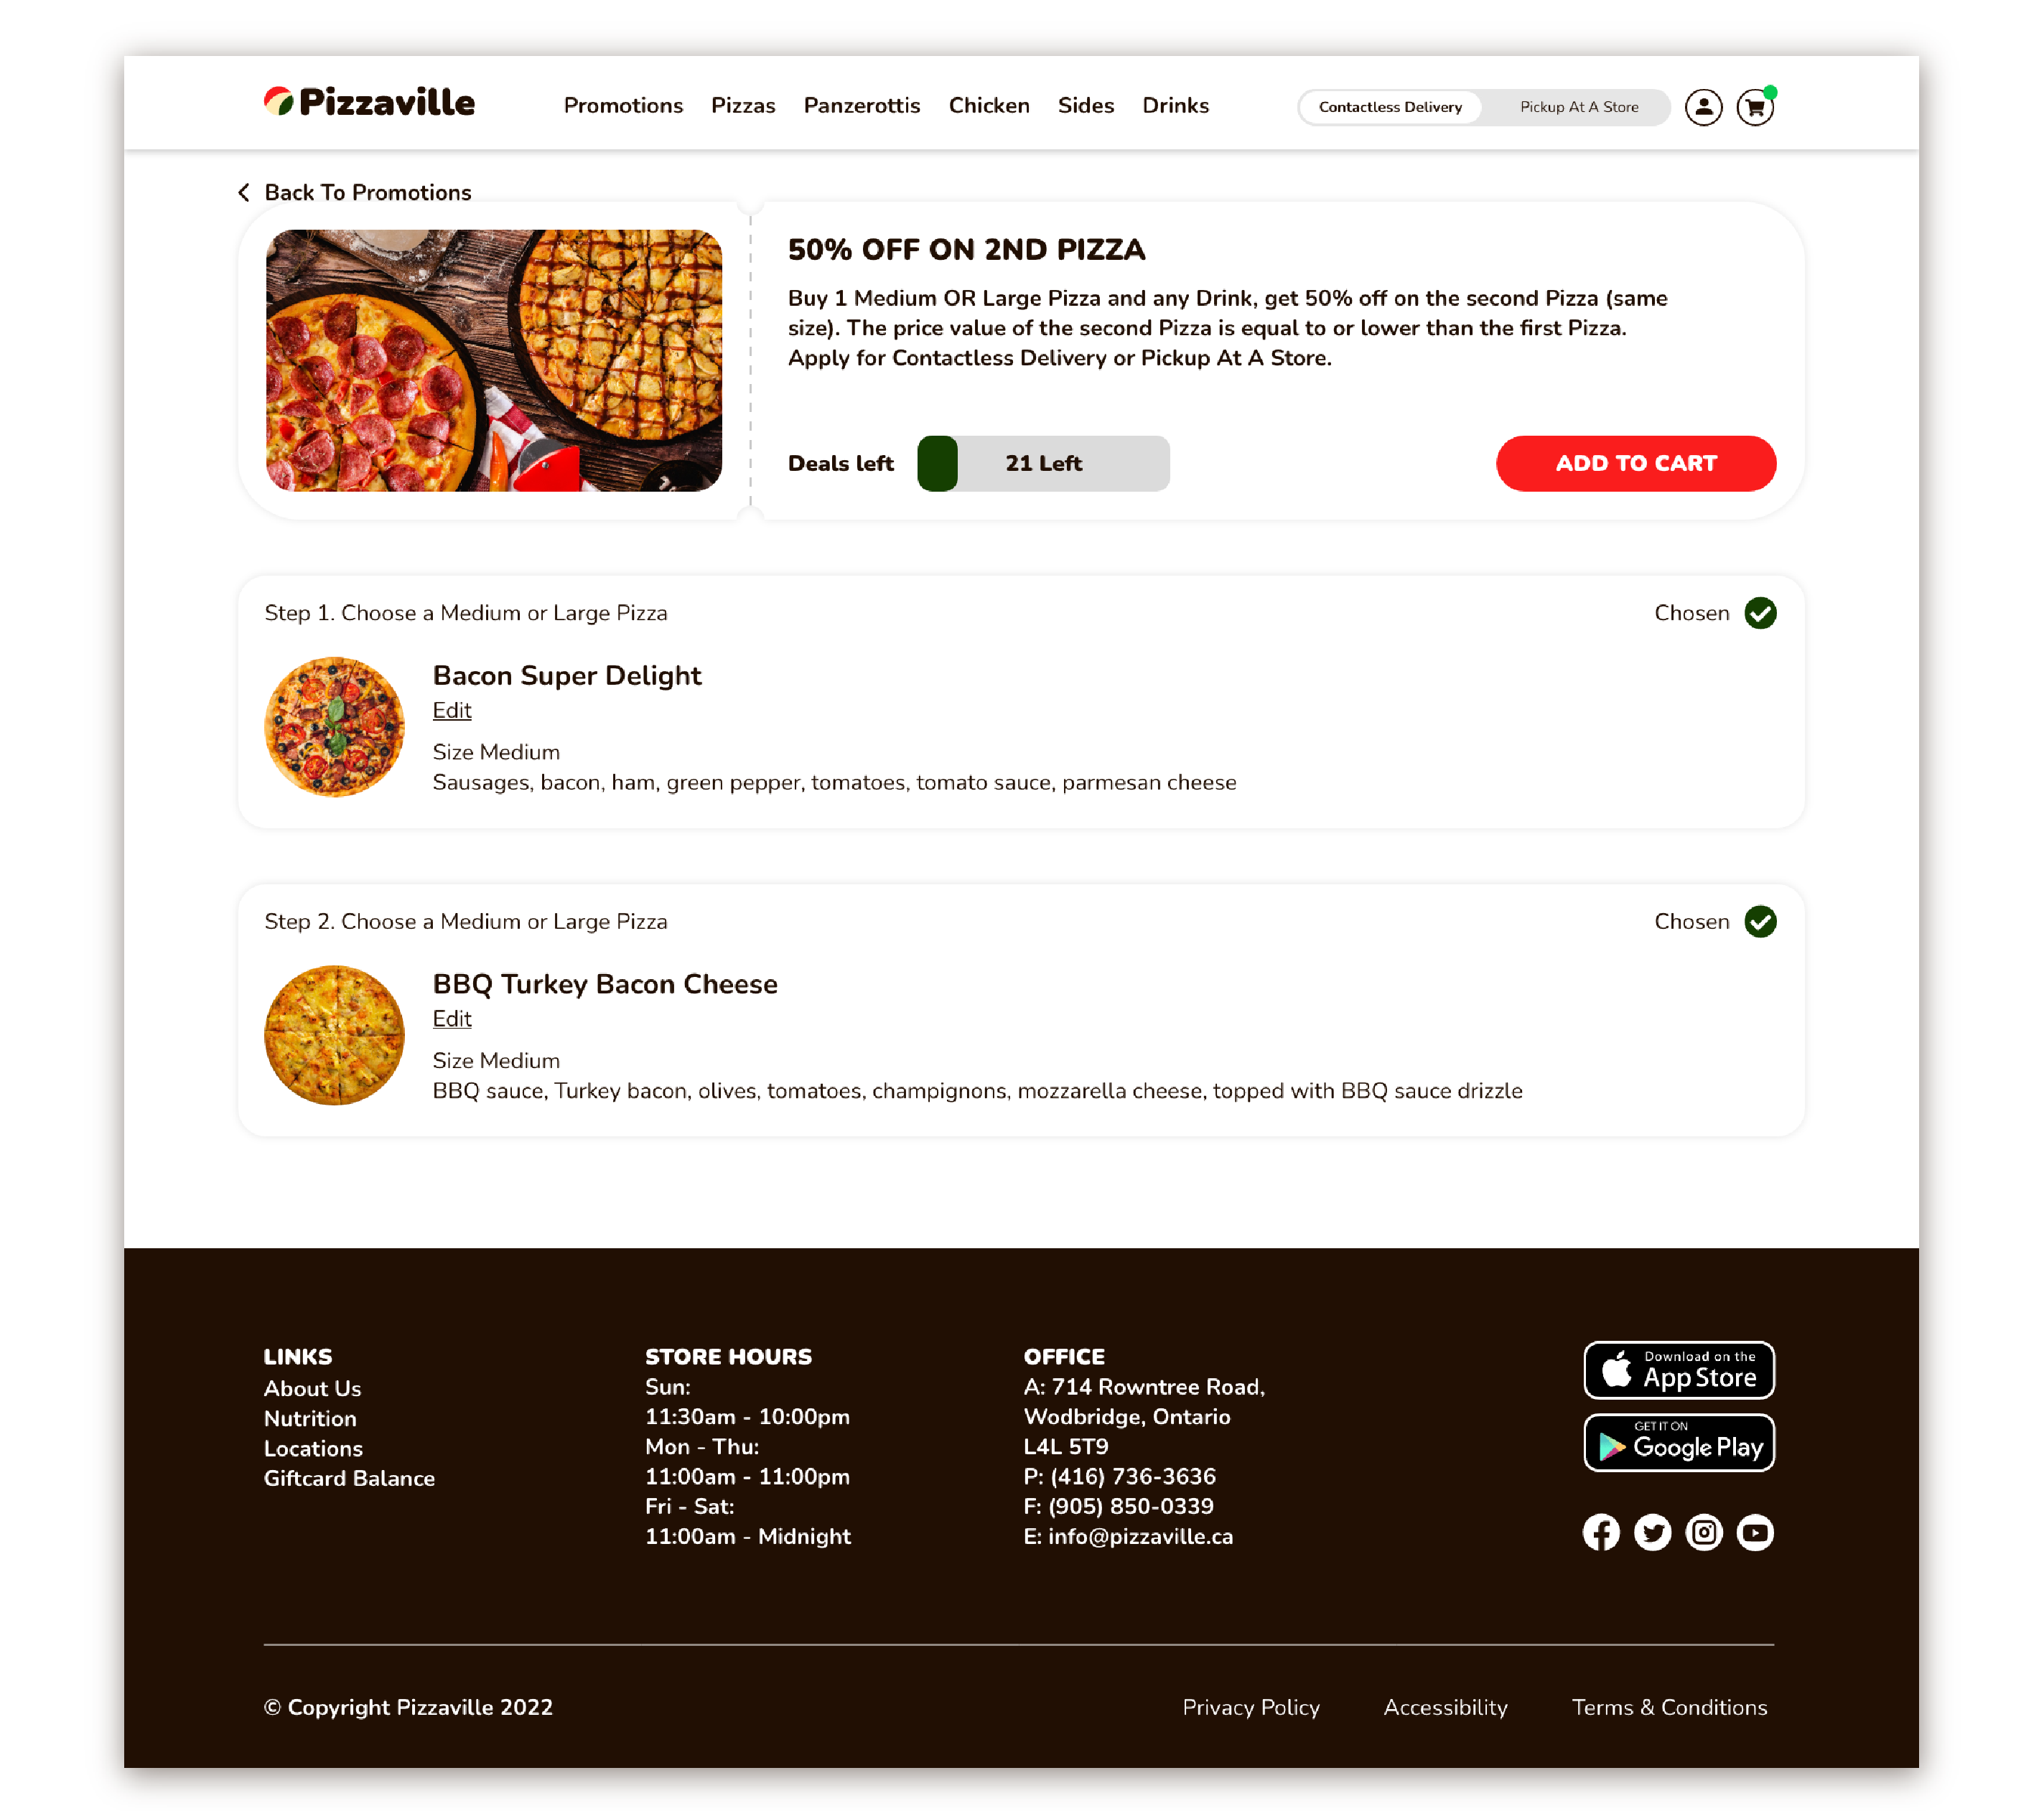 Pizzaville
Promotions Pizzas Panzerottis Chicken Sides Drinks
Contactless Delivery Pickup At A Store
Back To Promotions
50% OFF ON 2ND PIZZA
Buy 1 Medium OR Large Pizza and any Drink, get 50% off on the second Pizza (same
size). The price value of the second Pizza is equal to or lower than the first Pizza.
Apply for Contactless Delivery or Pickup At A Store.
Deals left 21 Left ADD TO CART
Step 1. Choose a Medium or Large Pizza Chosen
Bacon Super Delight
Edit
Size Medium
Sausages, bacon, ham, green pepper, tomatoes, tomato sauce, parmesan cheese
Step 2. Choose a Medium or Large Pizza Chosen
BBQ Turkey Bacon Cheese
Edit
Size Medium
BBQ sauce, Turkey bacon, olives, tomatoes, champignons, mozzarella cheese, topped with BBQ sauce drizzle
LINKS
About Us
Nutrition
Locations
Giftcard Balance
STORE HOURS
Sun:
11:30am - 10:00pm
Mon - Thu:
11:00am - 11:00pm
Fri - Sat:
11:00am - Midnight
OFFICE
A: 714 Rowntree Road,
Wodbridge, Ontario
L4L 5T9
P: (416) 736-3636
F: (905) 850-0339
E: info@pizzaville.ca
Download on the
App Store
GET IT ON
Google Play
© Copyright Pizzaville 2022
Privacy Policy Accessibility Terms & Conditions